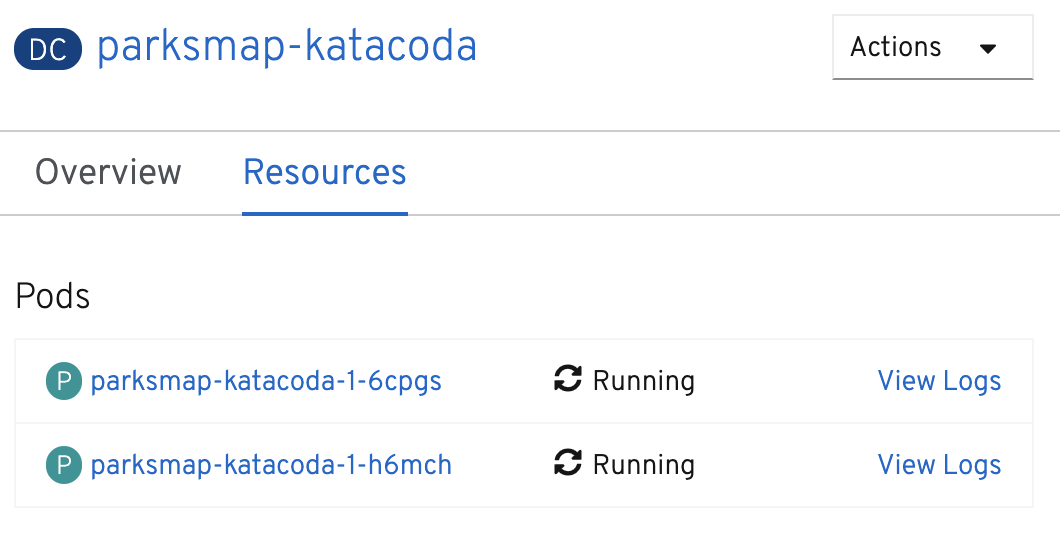 DC parksmap-katacoda Actions
Overview Resources
Pods
P parksmap-katacoda-1-6cpgs Running View Logs
P parksmap-katacoda-1-h6mch Running View Logs